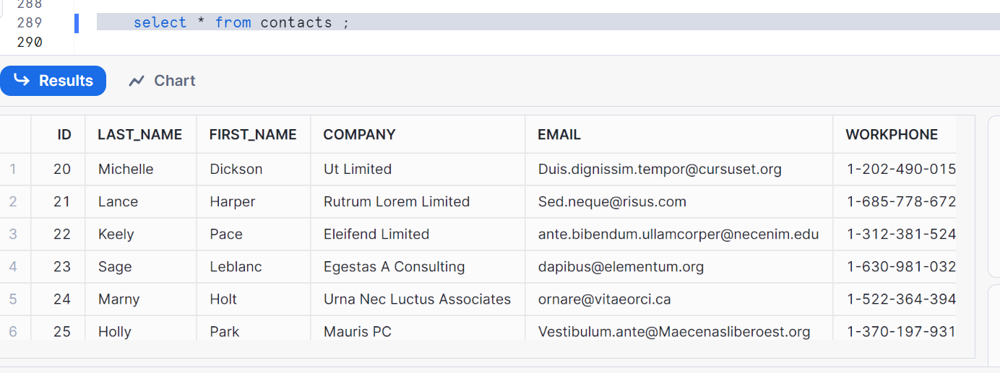 288
289 select * from contacts ;
290
Results Chart
ID LAST_NAME FIRST_NAME COMPANY EMAIL WORKPHONE
1 20 Michelle Dickson Ut Limited Duis.dignissim.tempor@cursuset.org 1-202-490-015
2 21 Lance Harper Rutrum Lorem Limited Sed.neque@risus.com 1-685-778-672
3 22 Keely Pace Eleifend Limited ante.bibendum.ullamcorper@necenim.edu 1-312-381-524
4 23 Sage Leblanc Egestas A Consulting dapibus@elementum.org 1-630-981-032
5 24 Marny Holt Urna Nec Luctus Associates ornare@vitaeorci.ca 1-522-364-394
6 25 Holly Park Mauris PC Vestibulum.ante@Maecenasliberoest.org 1-370-197-931